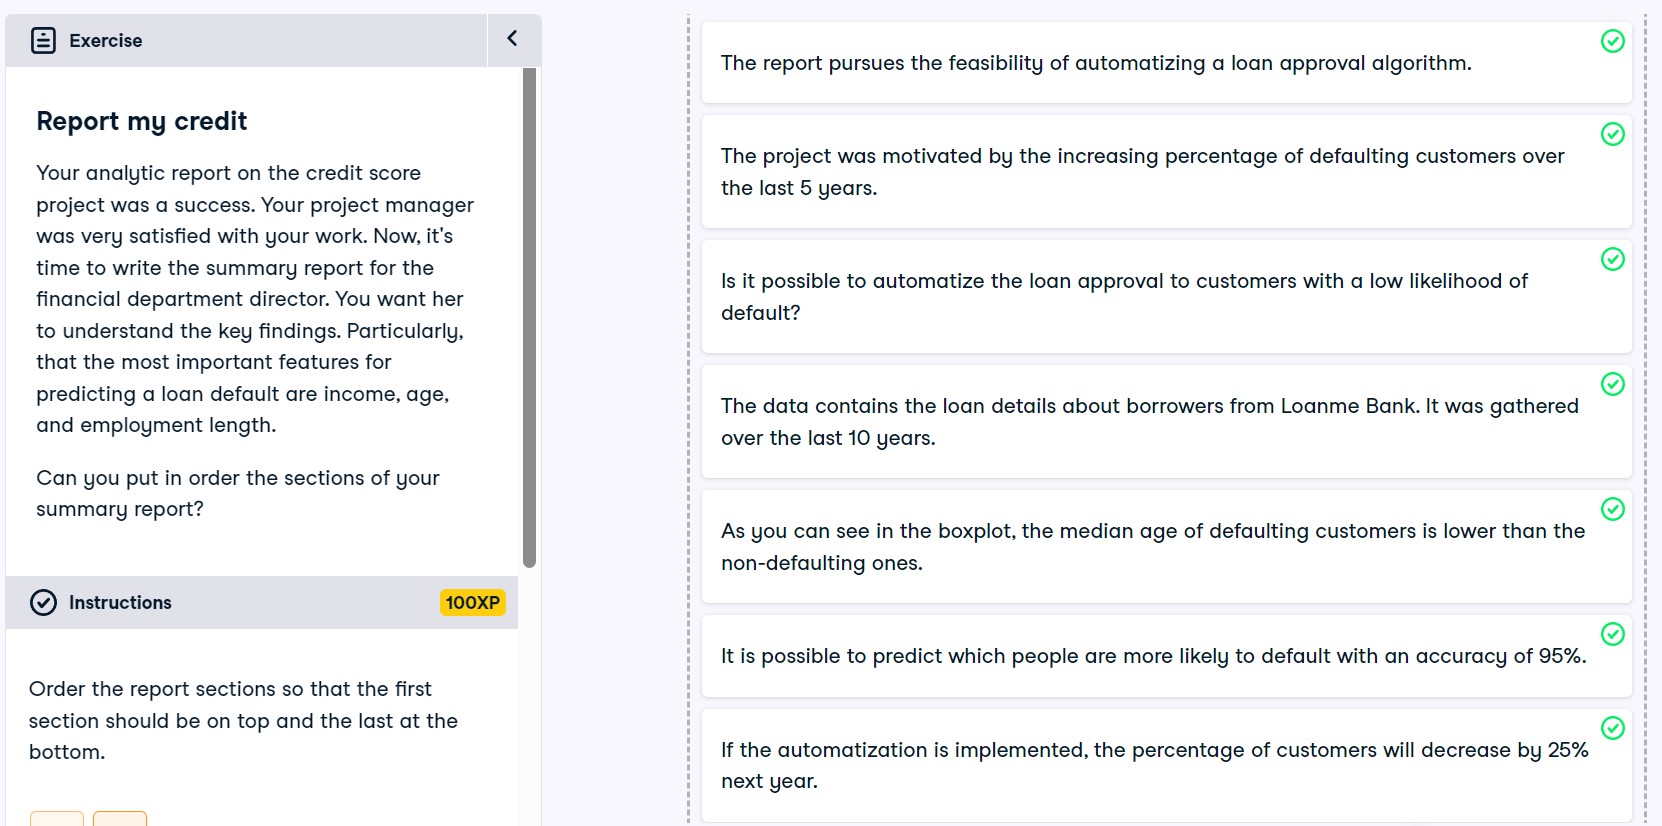 Exercise
Report my credit
Your analytic report on the credit score
project was a success. Your project manager
was very satisfied with your work. Now, it's
time to write the summary report for the
financial department director. You want her
to understand the key findings. Particularly,
that the most important features for
predicting a loan default are income, age,
and employment length.
Can you put in order the sections of your
summary report?
Instructions
100XP
Order the report sections so that the first
section should be on top and the last at the
bottom.
The report pursues the feasibility of automatizing a loan approval algorithm.
The project was motivated by the increasing percentage of defaulting customers over
the last 5 years.
Is it possible to automatize the loan approval to customers with a low likelihood of
default?
The data contains the loan details about borrowers from Loanme Bank. It was gathered
over the last 10 years.
As you can see in the boxplot, the median age of defaulting customers is lower than the
non-defaulting ones.
It is possible to predict which people are more likely to default with an accuracy of 95%.
If the automatization is implemented, the percentage of customers will decrease by 25%
next year.